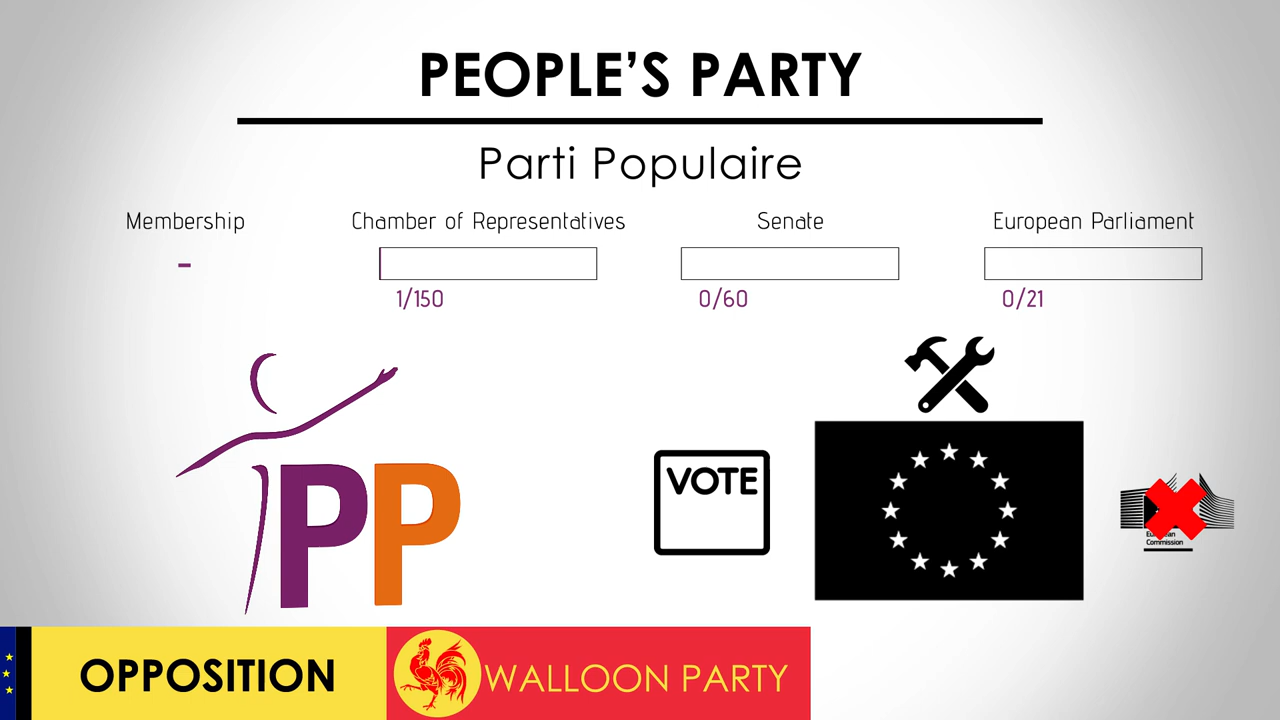 PEOPLE'S PARTY
Parti Populaire
Membership
-
Chamber of Representatives
1/150
Senate
0/60
European Parliament
0/21
PP
VOTE
Commission
OPPOSITION
WALLOON PARTY